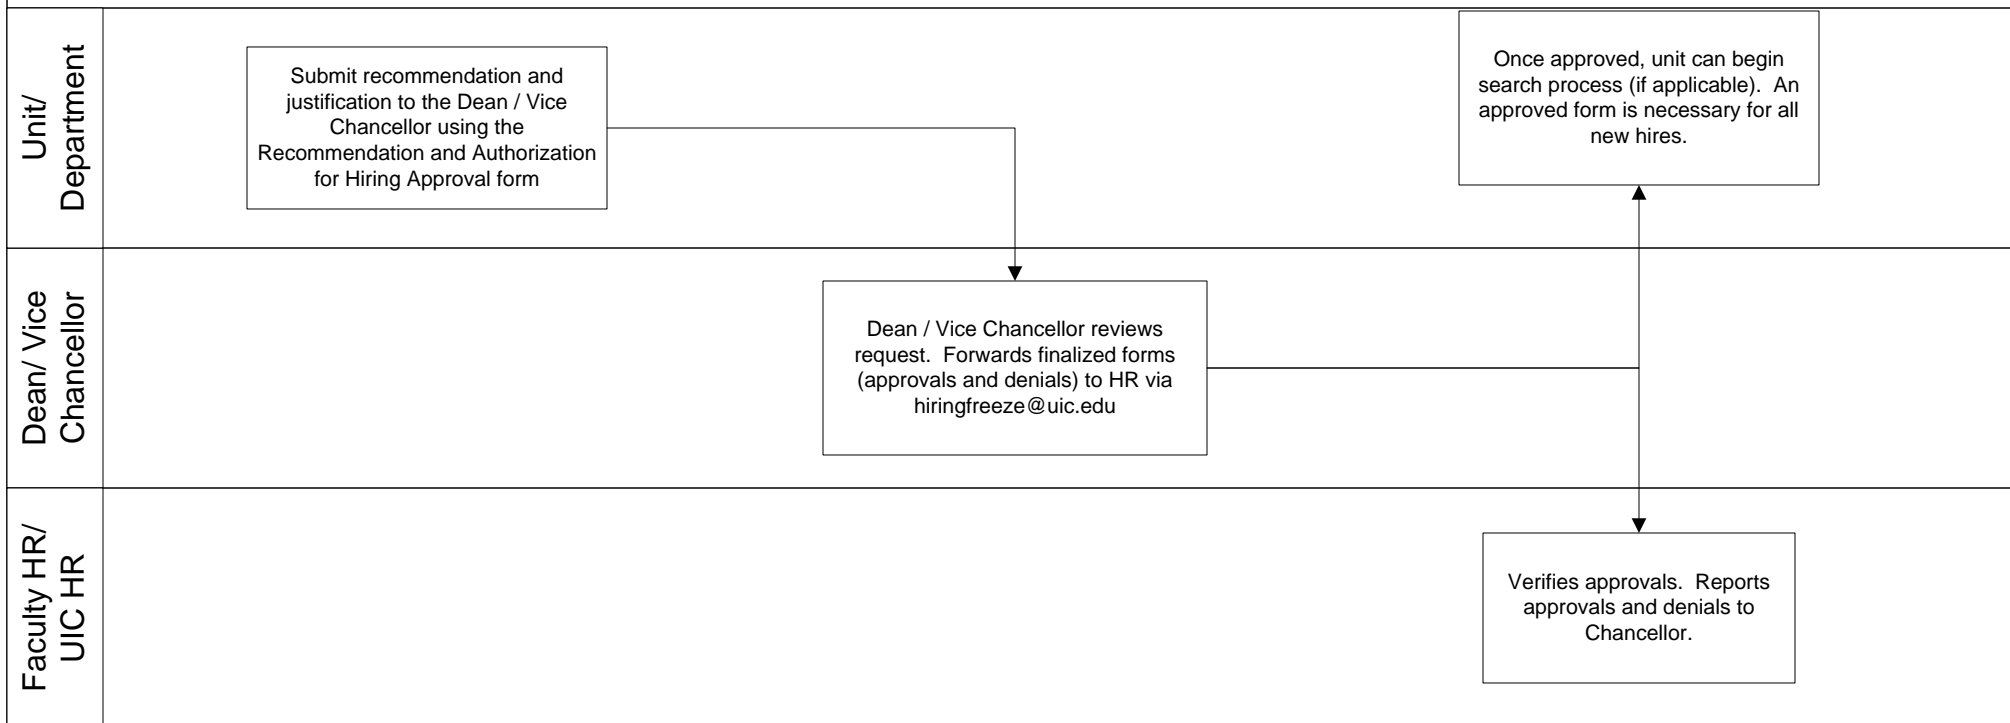 Unit/
Department
Submit recommendation and
justification to the Dean / Vice
Chancellor using the
Recommendation and Authorization
for Hiring Approval form
Once approved, unit can begin
search process (if applicable).  An
approved form is necessary for all
new hires.
Dean/ Vice
Chancellor
Dean / Vice Chancellor reviews
request.  Forwards finalized forms
(approvals and denials) to HR via
hiringfreeze@uic.edu
Faculty HR/
UIC HR
Verifies approvals.  Reports
approvals and denials to
Chancellor.